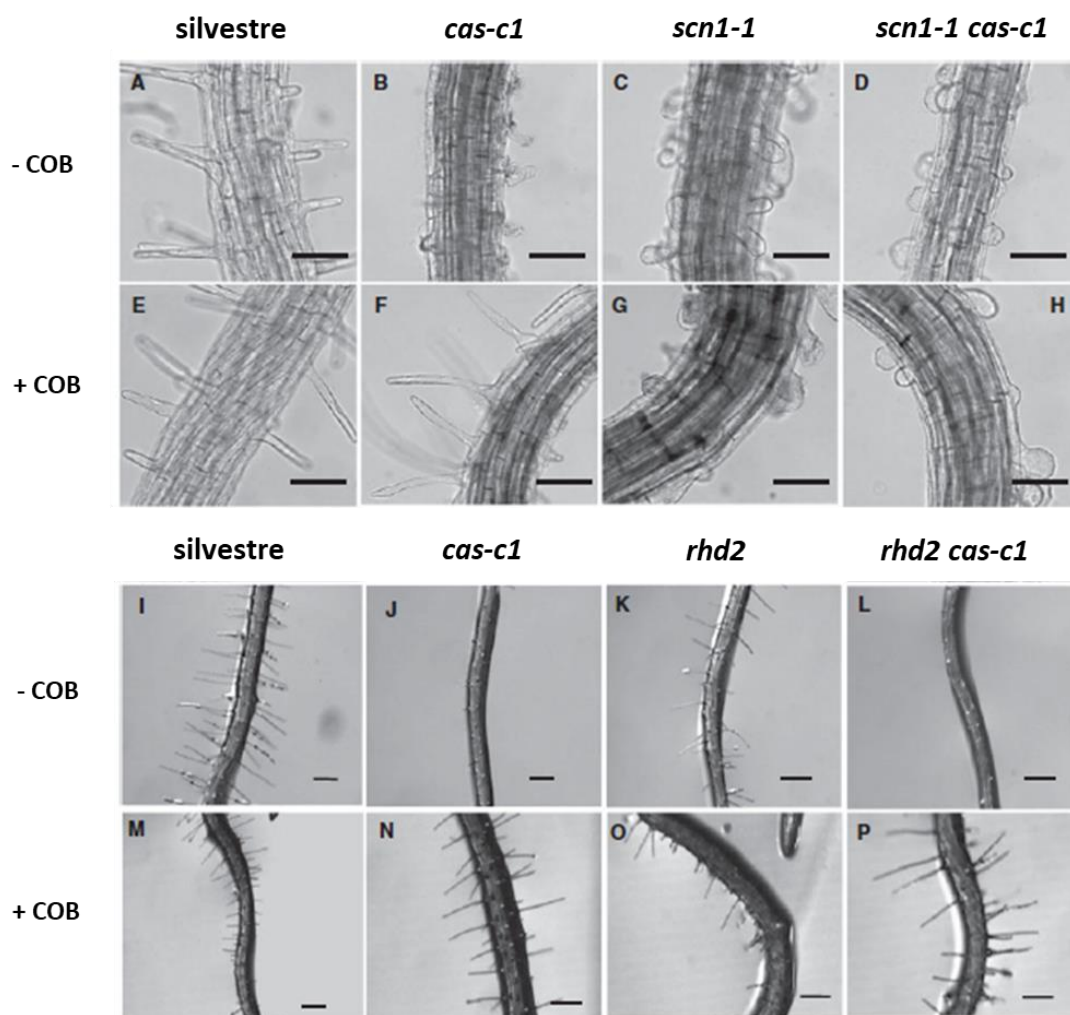 silvestre cas-c1 scn1-1 scn1-1 cas-c1
A B C D
- COB
E F G H
+ COB
silvestre cas-c1 rhd2 rhd2 cas-c1
I J K L
- COB
M N O P
+ COB